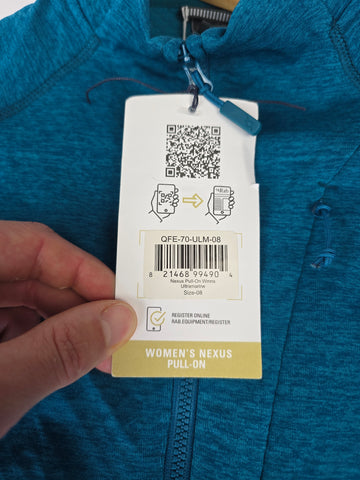 QFE-70-ULM-08
8 21468 99490 4
Nexus Pull-On Wmns
Ultramarine
Size-08
REGISTER ONLINE
RAB.EQUIPMENT/REGISTER
WOMEN'S NEXUS
PULL-ON